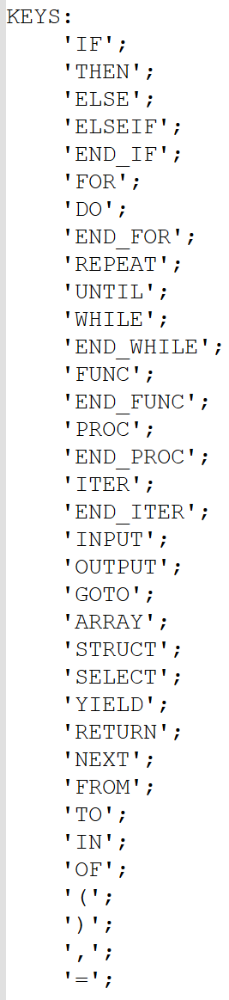 KEYS:
'IF';
'THEN';
'ELSE';
'ELSEIF';
'END_IF';
'FOR';
'DO';
'END_FOR';
'REPEAT';
'UNTIL';
'WHILE';
'END_WHILE';
'FUNC';
'END_FUNC';
'PROC';
'END_PROC';
'ITER';
'END_ITER';
'INPUT';
'OUTPUT';
'GOTO';
'ARRAY';
'STRUCT';
'SELECT';
'YIELD';
'RETURN';
'NEXT';
'FROM';
'TO';
'IN';
'OF';
'(';
')';
',';
'=';